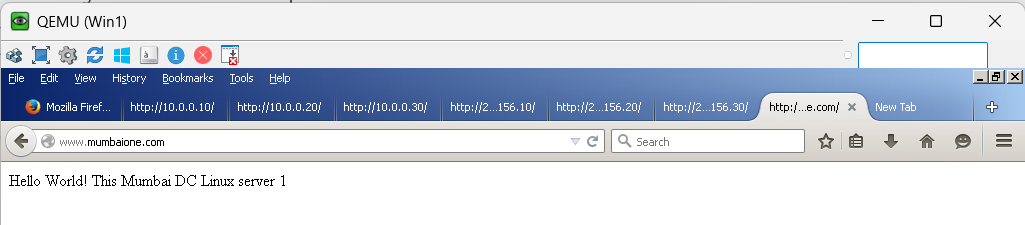 QEMU (Win1)
File Edit View History Bookmarks Tools Help
Mozilla Firef... http://10.0.0.10/ http://10.0.0.20/ http://10.0.0.30/ http://2...156.10/ http://2...156.20/ http://2...156.30/ http:/...e.com/ New Tab
www.mumbaione.com Search
Hello World! This Mumbai DC Linux server 1